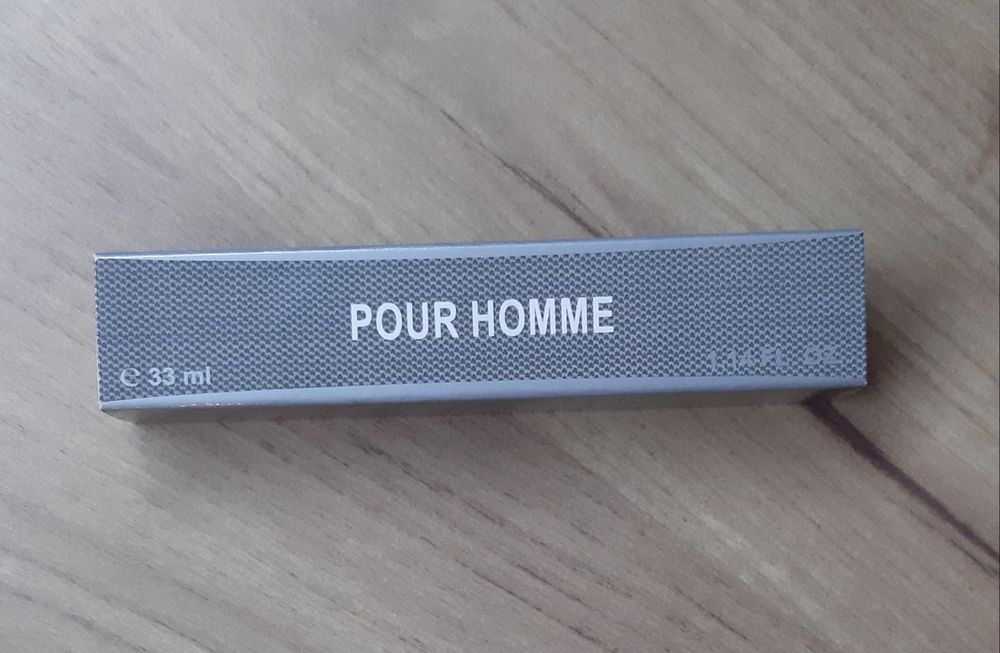 POUR HOMME
℮ 33 ml
1.14 FL. OZ.